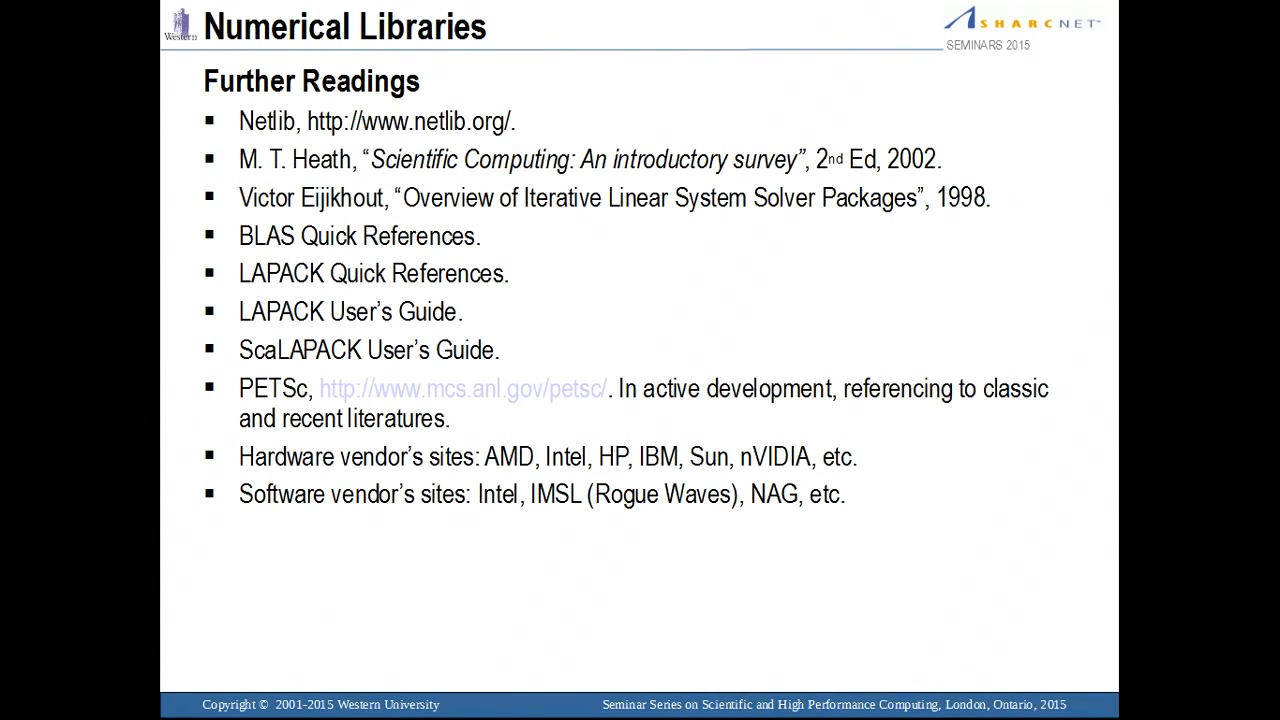 Western
Numerical Libraries
SHARCNET™
SEMINARS 2015
Further Readings
▪ Netlib, http://www.netlib.org/.
▪ M. T. Heath, “Scientific Computing: An introductory survey”, 2nd Ed, 2002.
▪ Victor Eijikhout, “Overview of Iterative Linear System Solver Packages”, 1998.
▪ BLAS Quick References.
▪ LAPACK Quick References.
▪ LAPACK User’s Guide.
▪ ScaLAPACK User’s Guide.
▪ PETSc, http://www.mcs.anl.gov/petsc/. In active development, referencing to classic
and recent literatures.
▪ Hardware vendor’s sites: AMD, Intel, HP, IBM, Sun, nVIDIA, etc.
▪ Software vendor’s sites: Intel, IMSL (Rogue Waves), NAG, etc.
Copyright © 2001-2015 Western University
Seminar Series on Scientific and High Performance Computing, London, Ontario, 2015